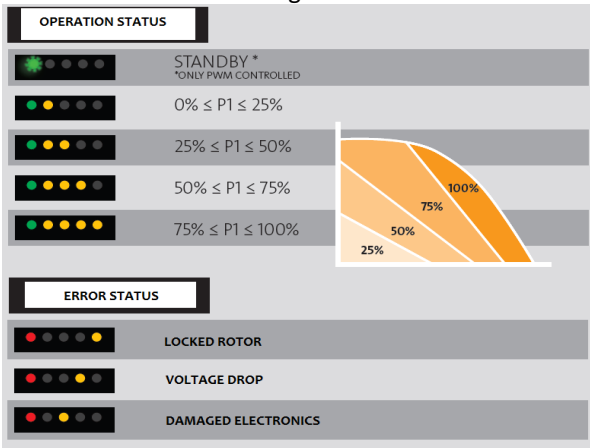 OPERATION STATUS
STANDBY *
*ONLY PWM CONTROLLED
0% ≤ P1 ≤ 25%
25% ≤ P1 ≤ 50%
50% ≤ P1 ≤ 75%
75% ≤ P1 ≤ 100%
100%
75%
50%
25%
ERROR STATUS
LOCKED ROTOR
VOLTAGE DROP
DAMAGED ELECTRONICS